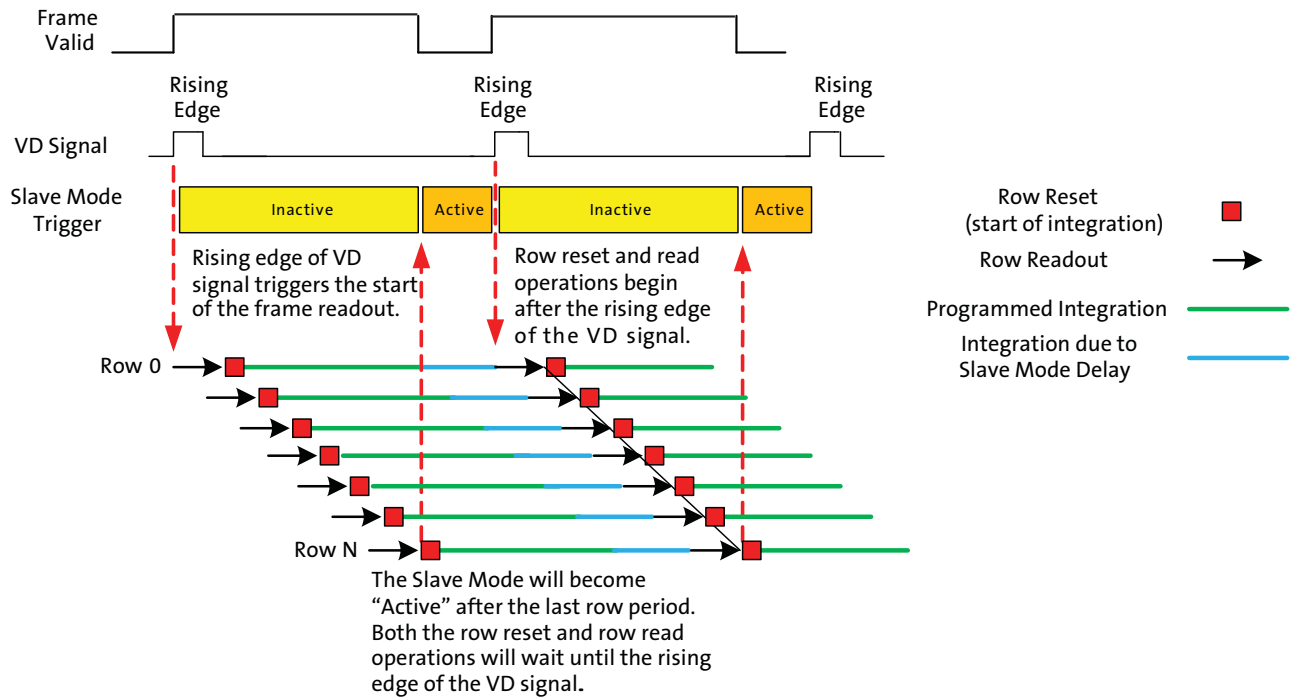 Frame
Valid
Rising
Edge
Rising
Edge
Rising
Edge
VD Signal
Slave Mode
Trigger
Inactive
Active
Inactive
Active
Rising edge of VD
signal triggers the start
of the frame readout.
Row reset and read
operations begin
after the rising edge
of the VD signal.
Row Reset
(start of integration)
Row Readout
Programmed Integration
Integration due to
Slave Mode Delay
Row 0
Row N
The Slave Mode will become
“Active” after the last row period.
Both the row reset and row read
operations will wait until the rising
edge of the VD signal.